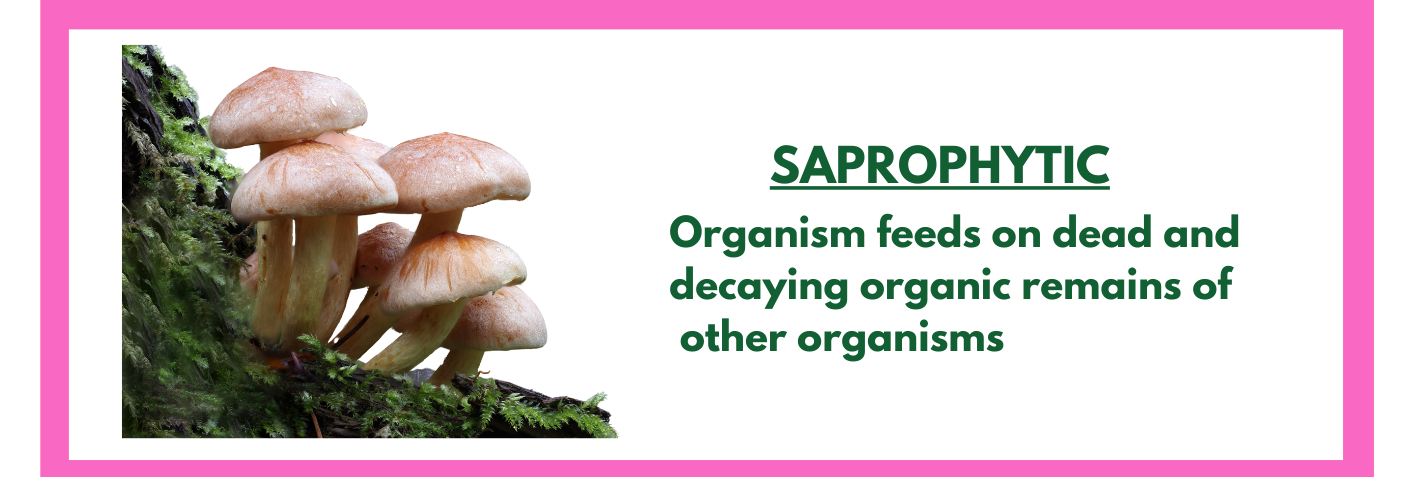 SAPROPHYTIC
Organism feeds on dead and
decaying organic remains of
other organisms